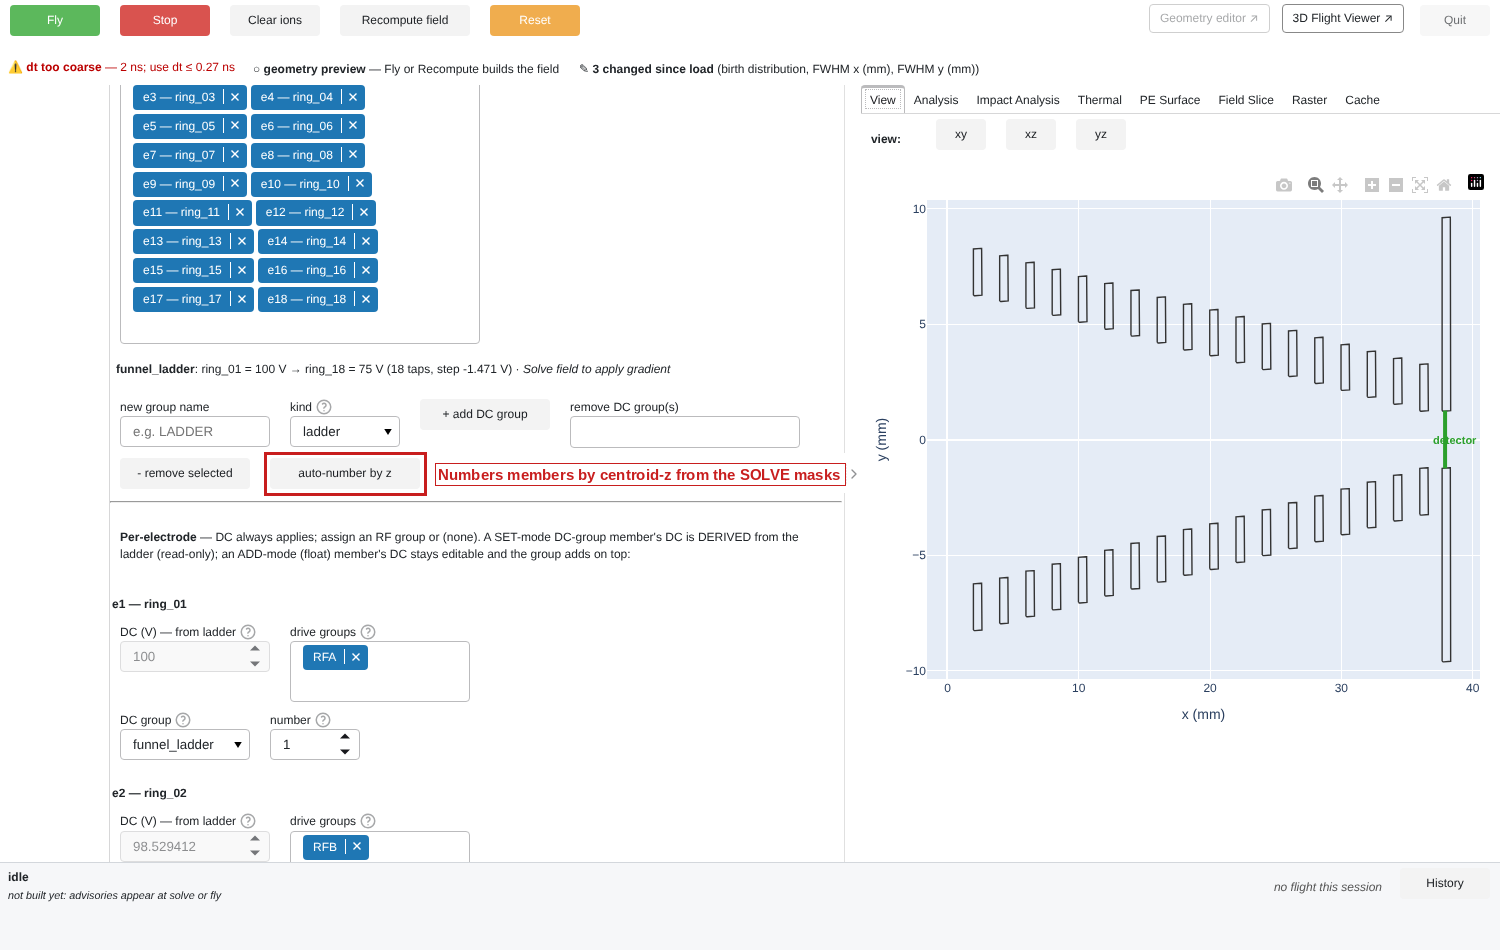 Fly
Stop
Clear ions
Recompute field
Reset
Geometry editor ↗
3D Flight Viewer ↗
Quit
⚠️ dt too coarse — 2 ns; use dt ≤ 0.27 ns
○ geometry preview — Fly or Recompute builds the field
✎ 3 changed since load (birth distribution, FWHM x (mm), FWHM y (mm))
e3 — ring_03 ✕ e4 — ring_04 ✕
e5 — ring_05 ✕ e6 — ring_06 ✕
e7 — ring_07 ✕ e8 — ring_08 ✕
e9 — ring_09 ✕ e10 — ring_10 ✕
e11 — ring_11 ✕ e12 — ring_12 ✕
e13 — ring_13 ✕ e14 — ring_14 ✕
e15 — ring_15 ✕ e16 — ring_16 ✕
e17 — ring_17 ✕ e18 — ring_18 ✕
funnel_ladder: ring_01 = 100 V → ring_18 = 75 V (18 taps, step -1.471 V) · Solve field to apply gradient
new group name
e.g. LADDER
kind ?
ladder
+ add DC group
remove DC group(s)
- remove selected
auto-number by z
Numbers members by centroid-z from the SOLVE masks
Per-electrode — DC always applies; assign an RF group or (none). A SET-mode DC-group member's DC is DERIVED from the
ladder (read-only); an ADD-mode (float) member's DC stays editable and the group adds on top:
e1 — ring_01
DC (V) — from ladder ?
100
drive groups ?
RFA ✕
DC group ?
funnel_ladder
number ?
1
e2 — ring_02
DC (V) — from ladder ?
98.529412
drive groups ?
RFB ✕
View Analysis Impact Analysis Thermal PE Surface Field Slice Raster Cache
view:
xy
xz
yz
10
5
0
−5
−10
y (mm)
detector
0 10 20 30 40
x (mm)
idle
not built yet: advisories appear at solve or fly
no flight this session
History